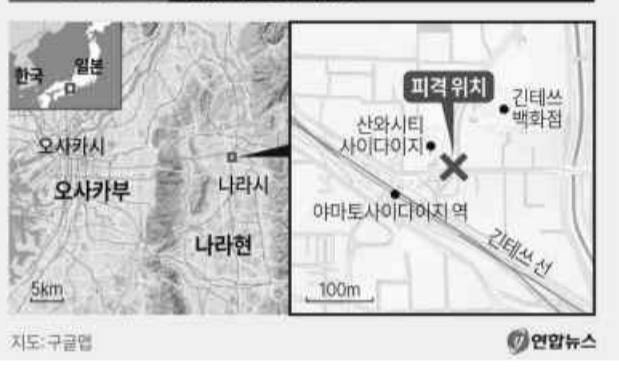 한국
일본
오사카시
오사카부
나라시
나라현
5km
피격 위치
긴테쓰
백화점
산와시티
사이다이지
야마토사이다이지 역
긴테쓰 선
100m
지도: 구글맵
연합뉴스